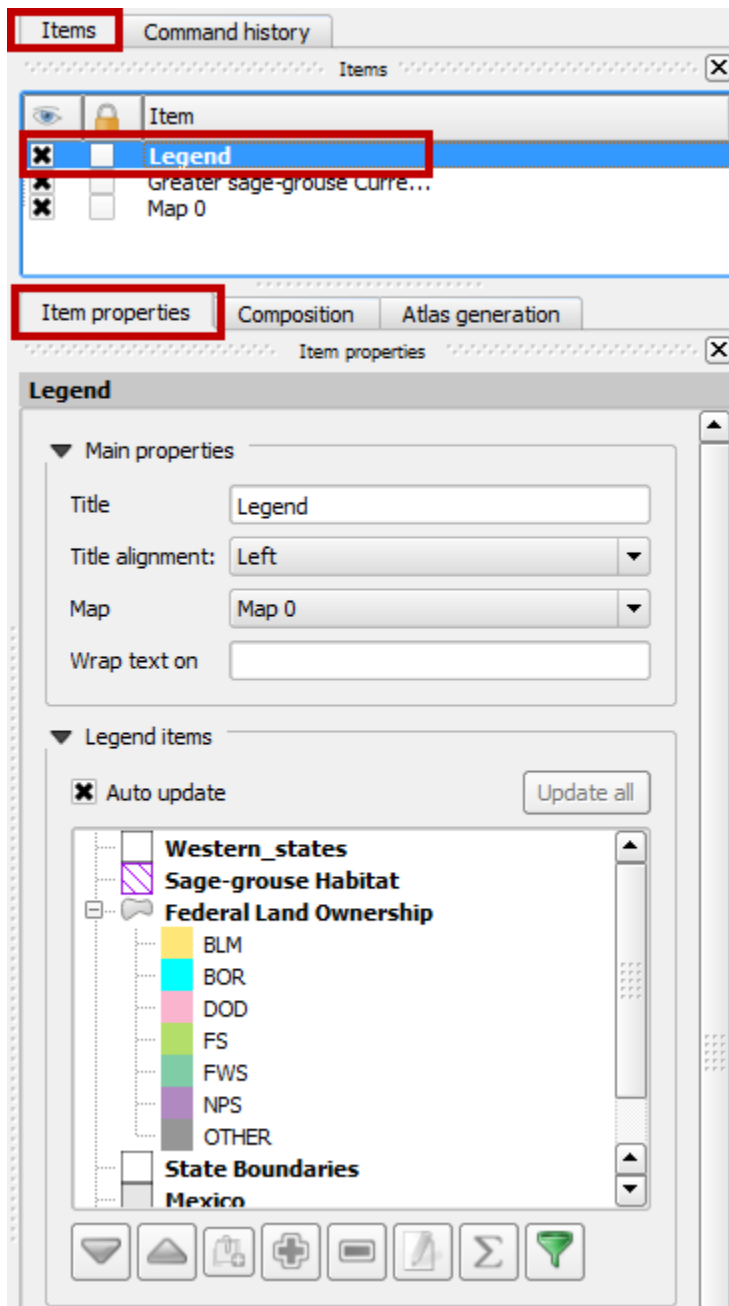 Items Command history
Items
Item
Legend
Greater sage-grouse Curre...
Map 0
Item properties Composition Atlas generation
Item properties
Legend
Main properties
Title Legend
Title alignment: Left
Map Map 0
Wrap text on
Legend items
Auto update Update all
Western_states
Sage-grouse Habitat
Federal Land Ownership
BLM
BOR
DOD
FS
FWS
NPS
OTHER
State Boundaries
Mexico
Σ